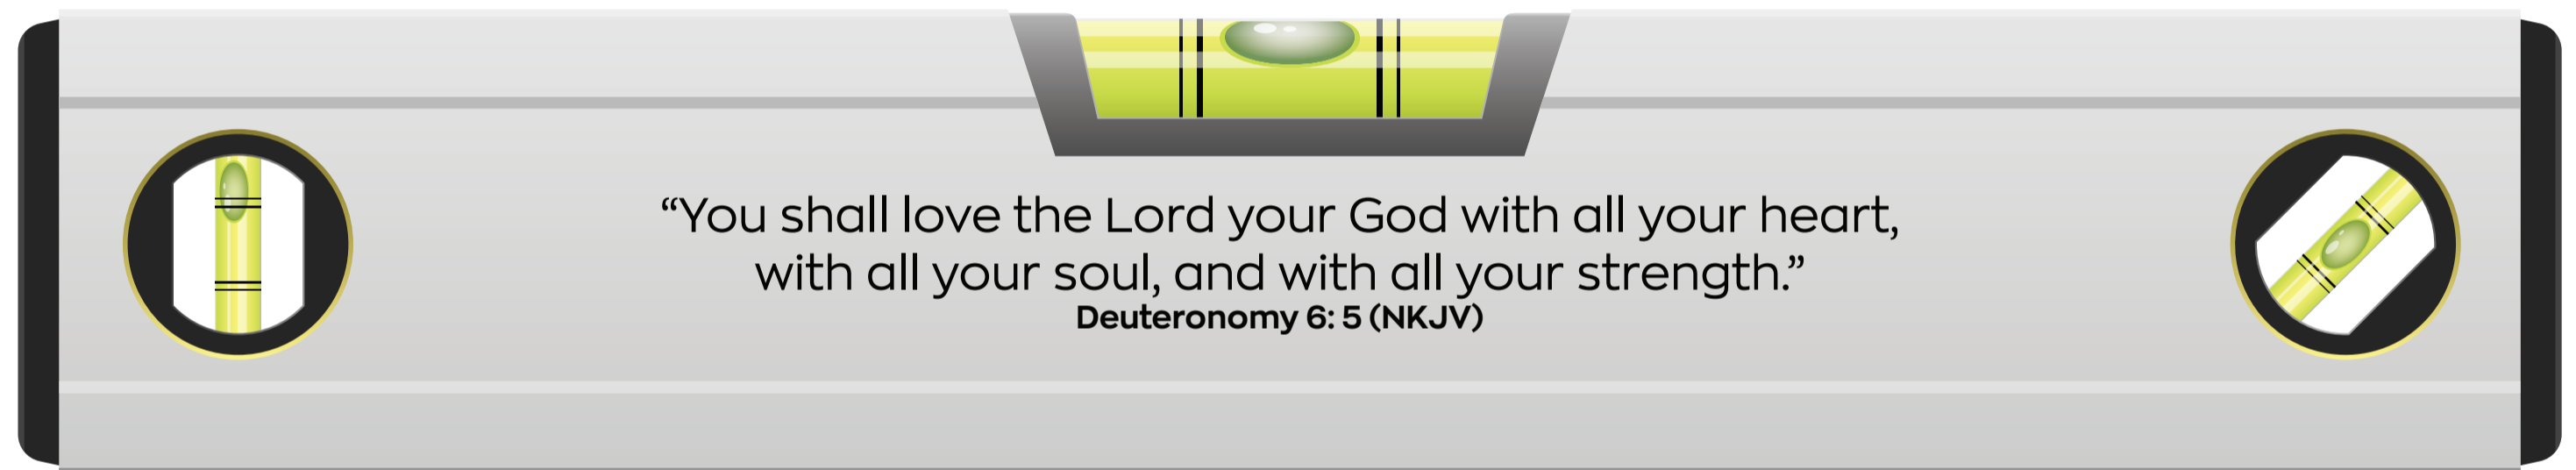 “You shall love the Lord your God with all your heart,
with all your soul, and with all your strength.”
Deuteronomy 6: 5 (NKJV)